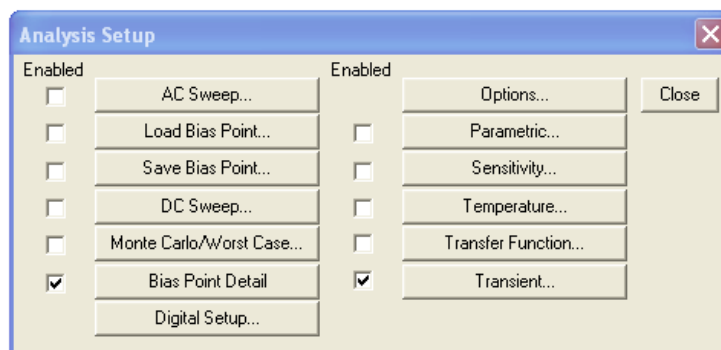 Analysis Setup
Enabled Enabled
AC Sweep... Options... Close
Load Bias Point... Parametric...
Save Bias Point... Sensitivity...
DC Sweep... Temperature...
Monte Carlo/Worst Case... Transfer Function...
Bias Point Detail Transient...
Digital Setup...